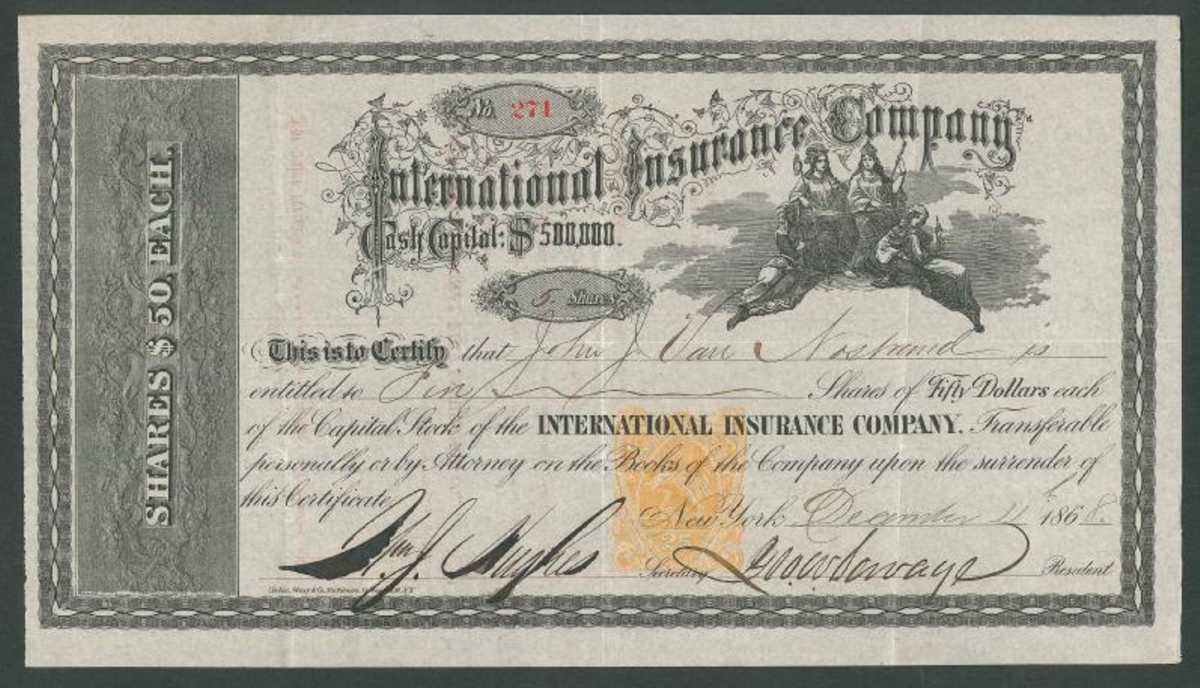 No. 271
International Insurance Company
Cash Capital: $500,000.
5. Shares
SHARES $50. EACH.
This is to Certify that John J Van Nostrand is
entitled to Shares of Fifty Dollars each
of the Capital Stock of the INTERNATIONAL INSURANCE COMPANY. Transferable
personally or by Attorney on the Books of the Company upon the surrender of
this Certificate
New York December 11 1868.
Wm J. Hughes Secretary President